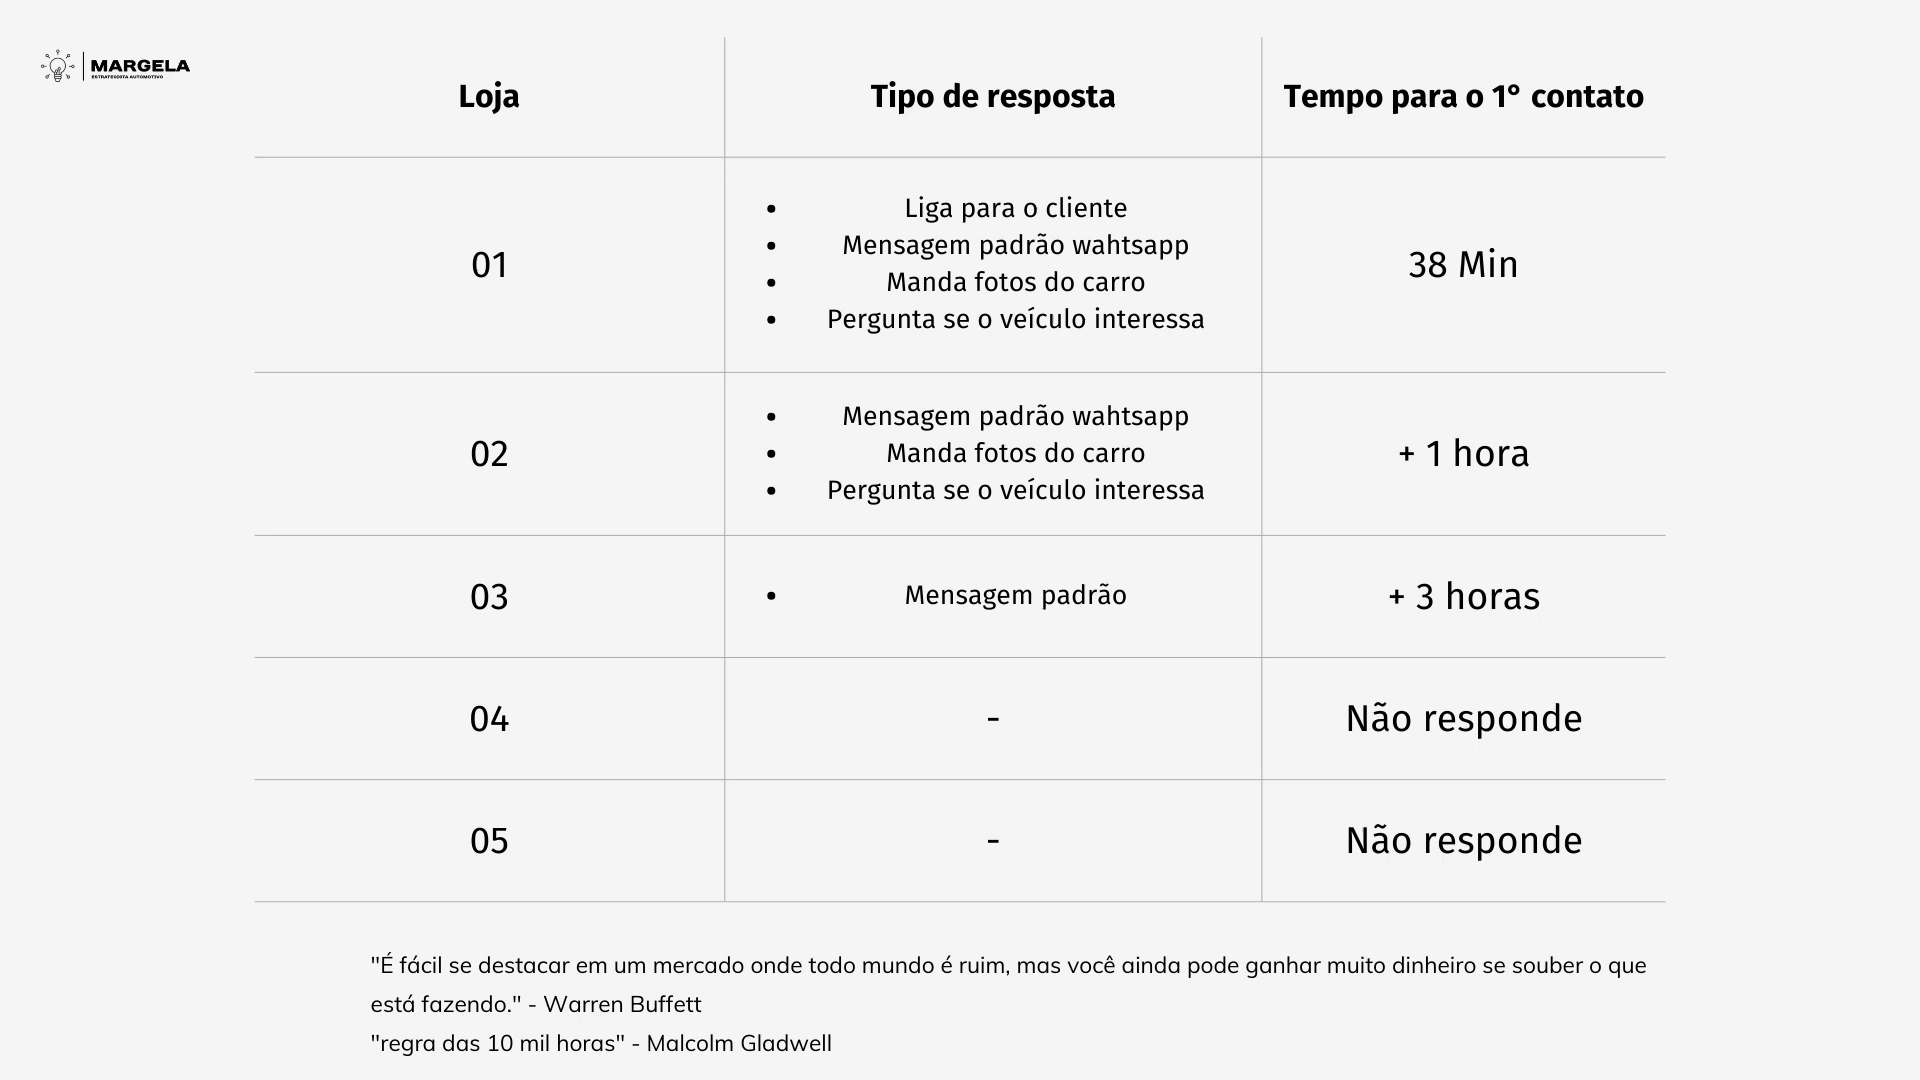 MARGELA
ESTRATEGISTA AUTOMOTIVO
Loja
Tipo de resposta
Tempo para o 1° contato
01
• Liga para o cliente
• Mensagem padrão wahtsapp
• Manda fotos do carro
• Pergunta se o veículo interessa
38 Min
02
• Mensagem padrão wahtsapp
• Manda fotos do carro
• Pergunta se o veículo interessa
+ 1 hora
03
• Mensagem padrão
+ 3 horas
04
-
Não responde
05
-
Não responde
"É fácil se destacar em um mercado onde todo mundo é ruim, mas você ainda pode ganhar muito dinheiro se souber o que
está fazendo." - Warren Buffett
"regra das 10 mil horas" - Malcolm Gladwell